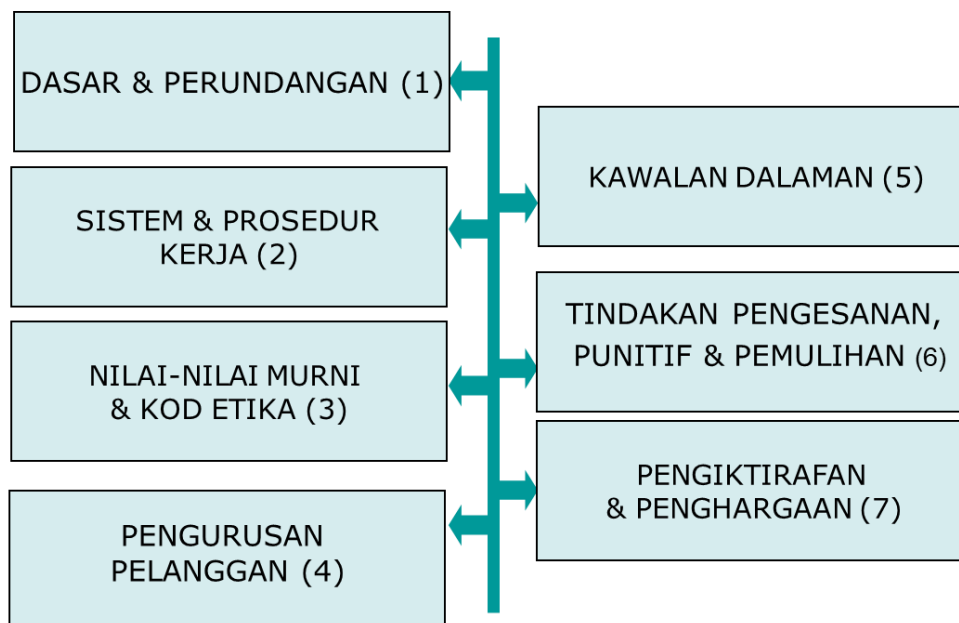 DASAR & PERUNDANGAN (1)
SISTEM & PROSEDUR
KERJA (2)
NILAI-NILAI MURNI
& KOD ETIKA (3)
PENGURUSAN
PELANGGAN (4)
KAWALAN DALAMAN (5)
TINDAKAN PENGESANAN,
PUNITIF & PEMULIHAN (6)
PENGIKTIRAFAN
& PENGHARGAAN (7)